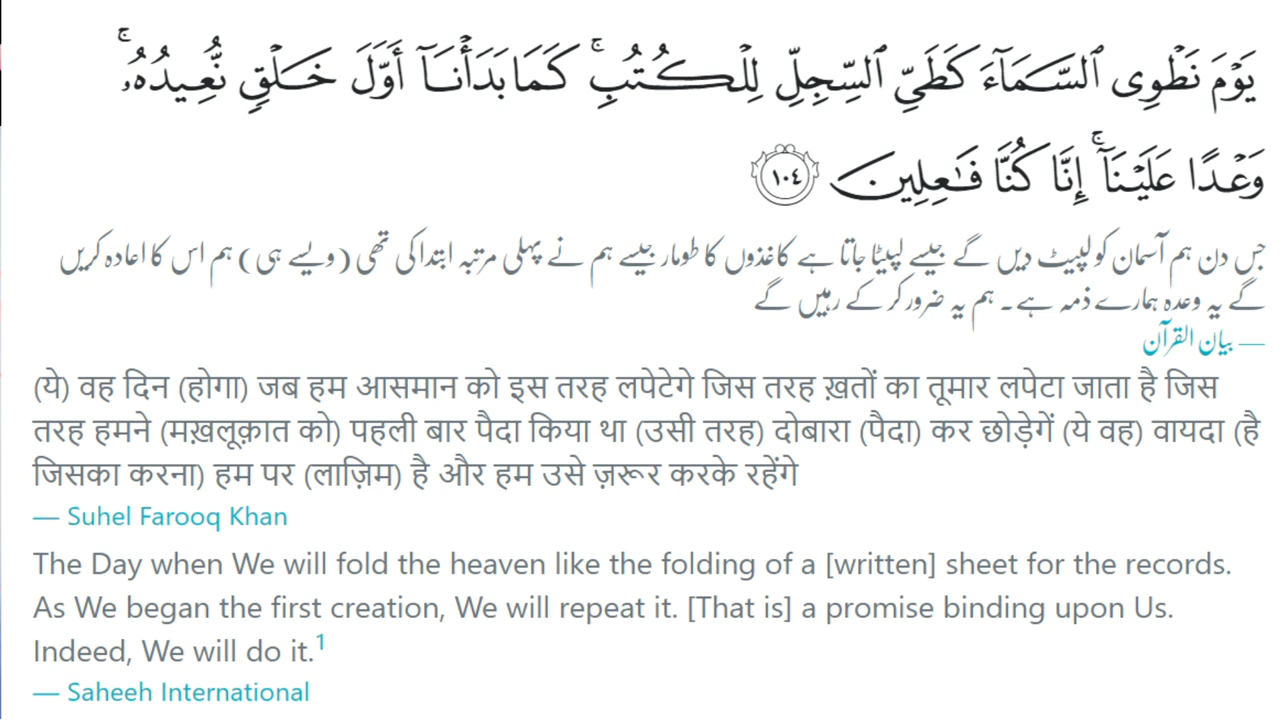 يَوْمَ نَطْوِى ٱلسَّمَآءَ كَطَىِّ ٱلسِّجِلِّ لِلْكُتُبِ ۚ كَمَا بَدَأْنَآ أَوَّلَ خَلْقٍۢ نُّعِيدُهُۥ ۚ
وَعْدًا عَلَيْنَآ ۚ إِنَّا كُنَّا فَـٰعِلِينَ ١٠٤
جس دن ہم آسمان کو لپیٹ دیں گے جیسے لپیٹا جاتا ہے کاغذوں کا طومار جیسے ہم نے پہلی مرتبہ ابتدا کی تھی (ویسے ہی) ہم اس کا اعادہ کریں
گے یہ وعدہ ہمارے ذمہ ہے۔ ہم یہ ضرور کر کے رہیں گے
— بیان القرآن
(ये) वह दिन (होगा) जब हम आसमान को इस तरह लपेटेगे जिस तरह ख़तों का तूमार लपेटा जाता है जिस
तरह हमने (मख़लूक़ात को) पहली बार पैदा किया था (उसी तरह) दोबारा (पैदा) कर छोड़ेगें (ये वह) वायदा (है
जिसका करना) हम पर (लाज़िम) है और हम उसे ज़रूर करके रहेंगे
— Suhel Farooq Khan
The Day when We will fold the heaven like the folding of a [written] sheet for the records.
As We began the first creation, We will repeat it. [That is] a promise binding upon Us.
Indeed, We will do it.1
— Saheeh International